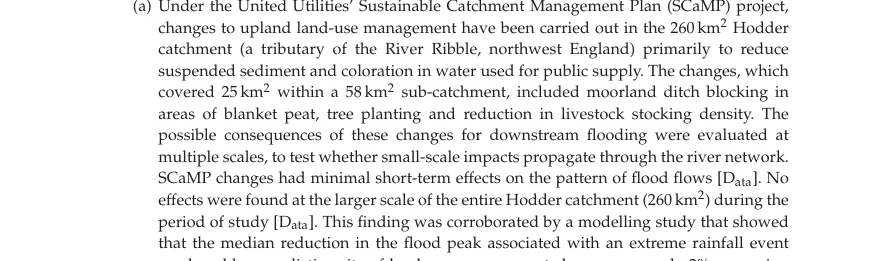 (a) Under the United Utilities’ Sustainable Catchment Management Plan (SCaMP) project,
changes to upland land-use management have been carried out in the 260 km² Hodder
catchment (a tributary of the River Ribble, northwest England) primarily to reduce
suspended sediment and coloration in water used for public supply. The changes, which
covered 25 km² within a 58 km² sub-catchment, included moorland ditch blocking in
areas of blanket peat, tree planting and reduction in livestock stocking density. The
possible consequences of these changes for downstream flooding were evaluated at
multiple scales, to test whether small-scale impacts propagate through the river network.
SCaMP changes had minimal short-term effects on the pattern of flood flows [Data]. No
effects were found at the larger scale of the entire Hodder catchment (260 km²) during the
period of study [Data]. This finding was corroborated by a modelling study that showed
that the median reduction in the flood peak associated with an extreme rainfall event